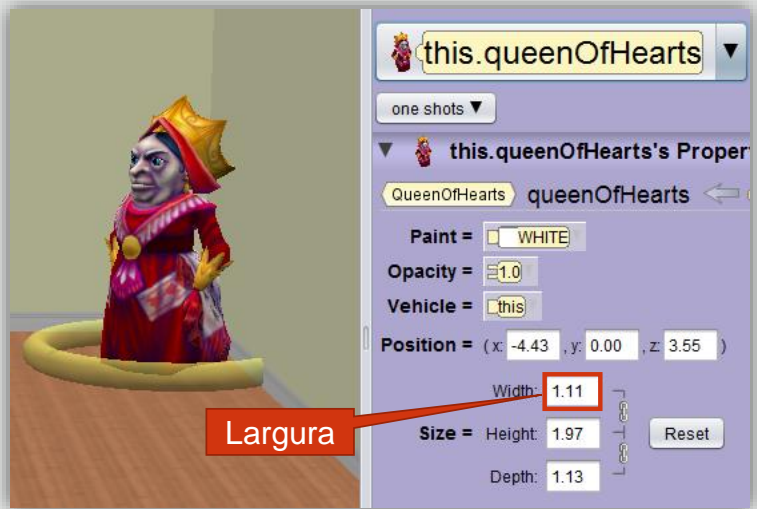 this.queenOfHearts
one shots
this.queenOfHearts's Proper
QueenOfHearts queenOfHearts
Paint = WHITE
Opacity = 1.0
Vehicle = this
Position = ( x: -4.43 , y: 0.00 , z: 3.55 )
Width: 1.11
Largura
Size = Height: 1.97 Reset
Depth: 1.13